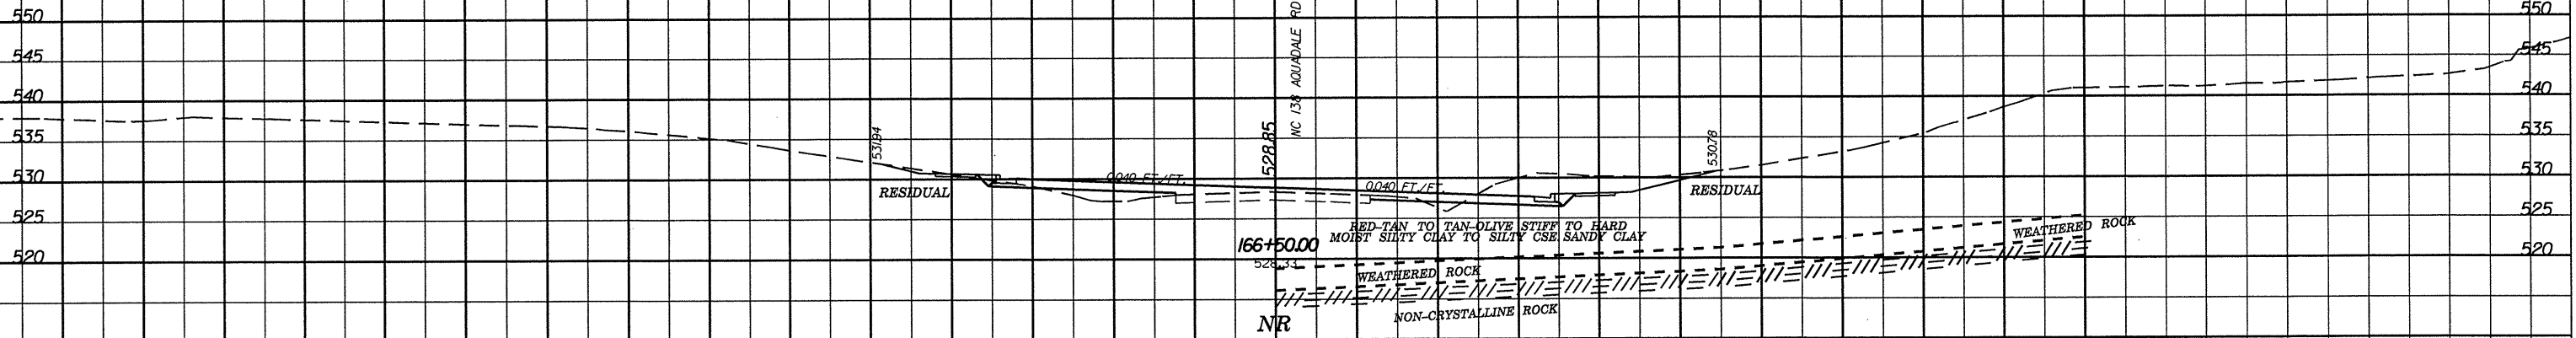 550
550
NC 138 AQUADALE RD
545
545
540
540
535
535
531.94
528.85
530.78
530
530
0.040 FT./FT.
0.040 FT./FT.
RESIDUAL
RESIDUAL
525
525
RED-TAN TO TAN-OLIVE STIFF TO HARD
MOIST SILTY CLAY TO SILTY CSE SANDY CLAY
WEATHERED ROCK
166+50.00
528.33
520
520
WEATHERED ROCK
NON-CRYSTALLINE ROCK
NR